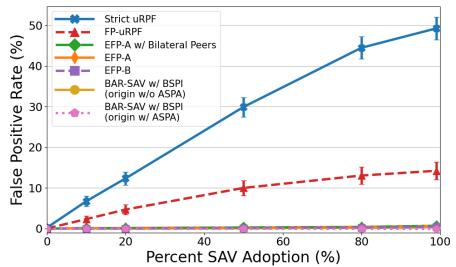 False Positive Rate (%)
50
40
30
20
10
0
Strict uRPF
FP-uRPF
EFP-A w/ Bilateral Peers
EFP-A
EFP-B
BAR-SAV w/ BSPI
(origin w/o ASPA)
BAR-SAV w/ BSPI
(origin w/ ASPA)
0 20 40 60 80 100
Percent SAV Adoption (%)